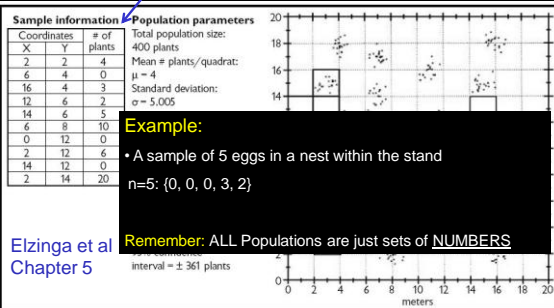 Sample information
Coordinates # of plants
X Y
2 2 4
6 4 0
16 4 3
12 6 2
14 6 5
6 8 10
0 12 0
2 12 6
14 12 0
2 14 20
Population parameters
Total population size:
400 plants
Mean # plants/quadrat:
μ = 4
Standard deviation:
σ = 5.005
20
18
16
14
Example:
• A sample of 5 eggs in a nest within the stand
n=5: {0, 0, 0, 3, 2}
Remember: ALL Populations are just sets of NUMBERS
Elzinga et al
Chapter 5
interval = ± 361 plants
2
0
0 2 4 6 8 10 12 14 16 18 20
meters